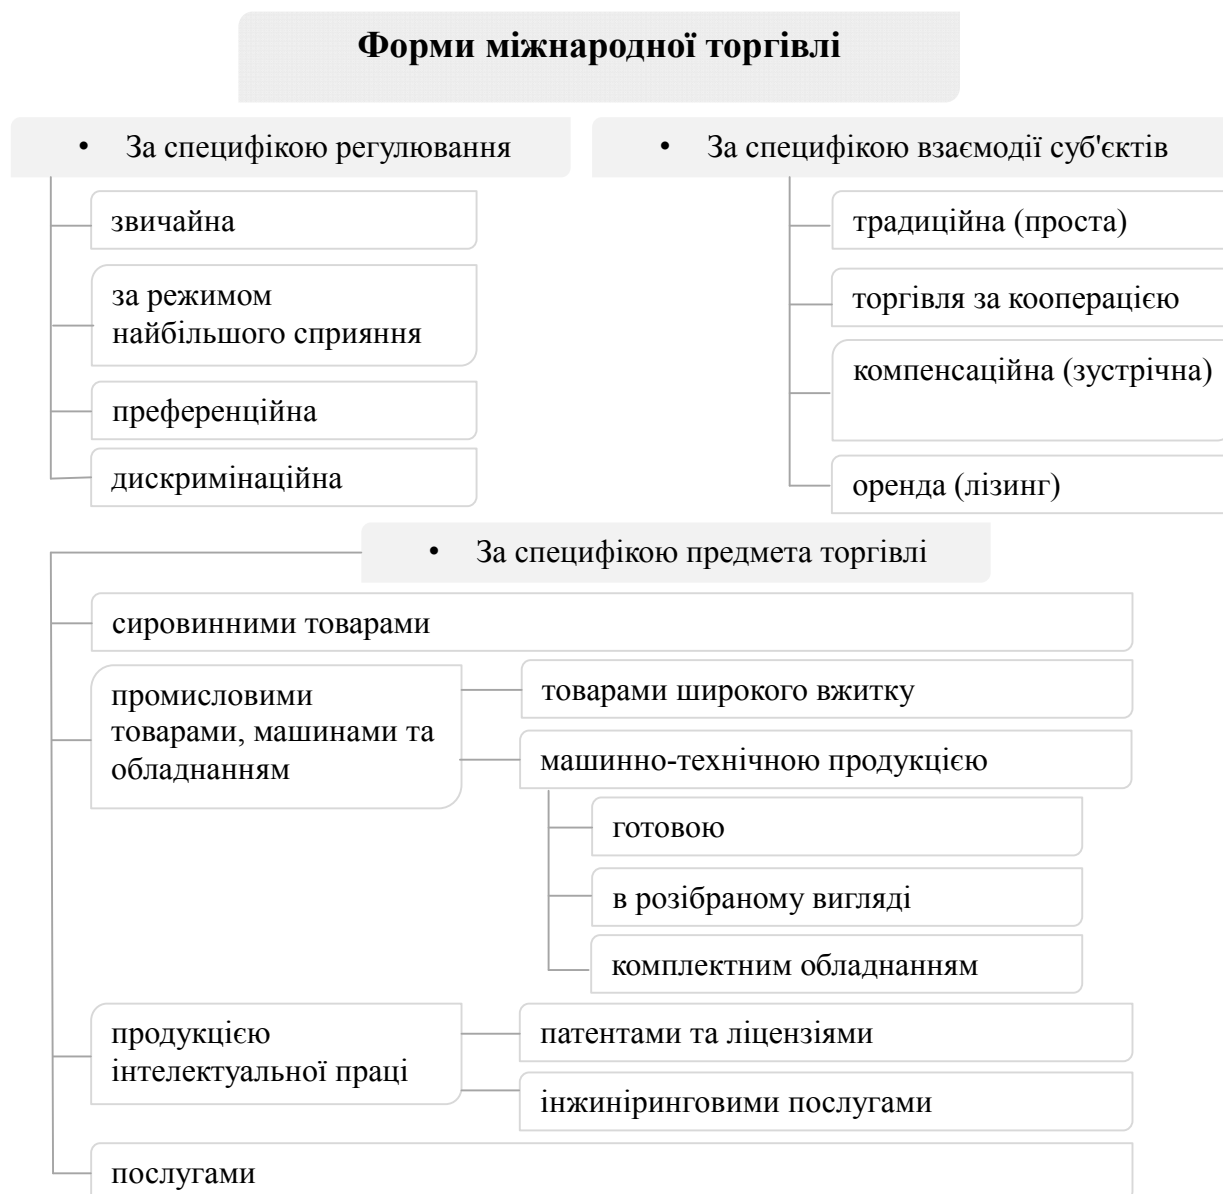 Форми міжнародної торгівлі
• За специфікою регулювання
звичайна
за режимом
найбільшого сприяння
преференційна
дискримінаційна
• За специфікою взаємодії суб'єктів
традиційна (проста)
торгівля за кооперацією
компенсаційна (зустрічна)
оренда (лізинг)
• За специфікою предмета торгівлі
сировинними товарами
промисловими
товарами, машинами та
обладнанням
товарами широкого вжитку
машинно-технічною продукцією
готовою
в розібраному вигляді
комплектним обладнанням
продукцією
інтелектуальної праці
патентами та ліцензіями
інжиніринговими послугами
послугами